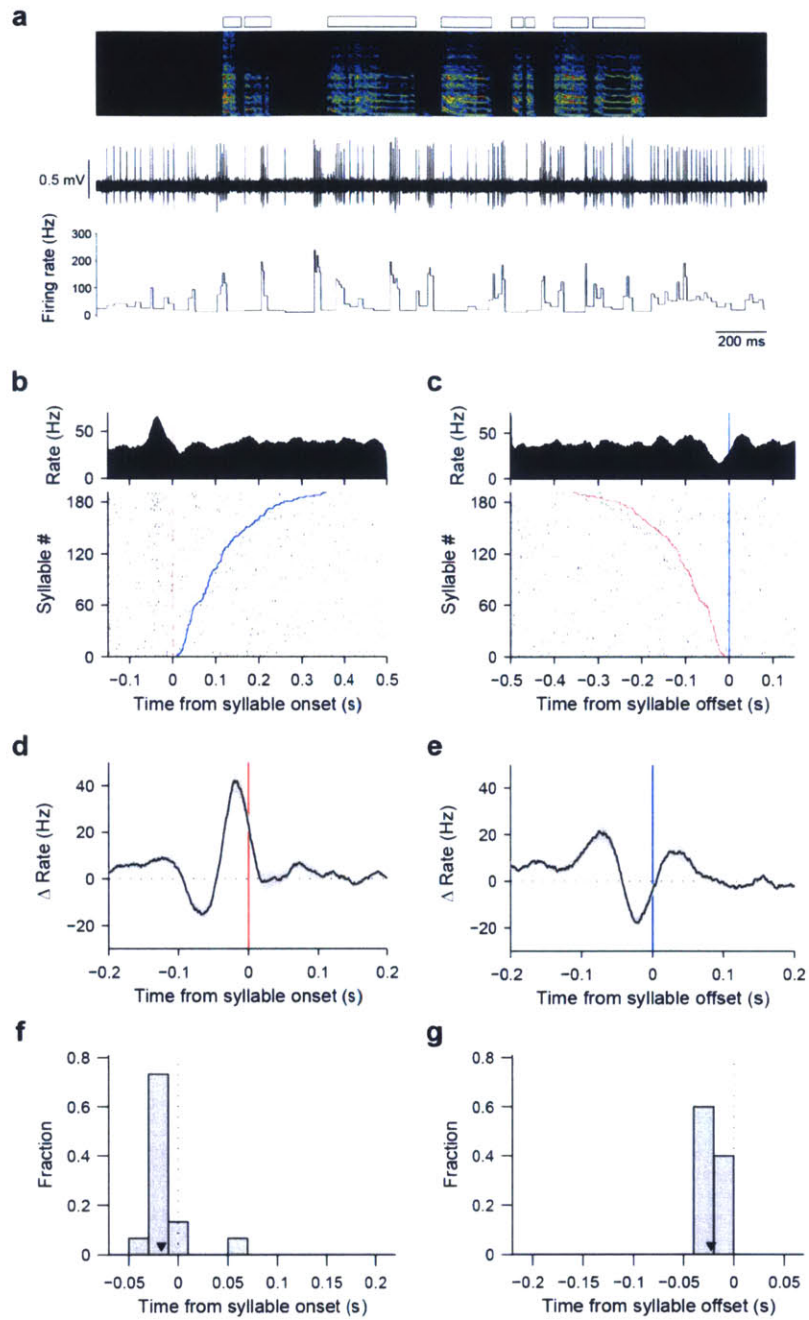 a
0.5 mV
Firing rate (Hz)
300
200
100
0
200 ms
b
Rate (Hz)
50
0
Syllable #
180
120
60
0
−0.1 0 0.1 0.2 0.3 0.4 0.5
Time from syllable onset (s)
c
Rate (Hz)
50
0
Syllable #
180
120
60
0
−0.5 −0.4 −0.3 −0.2 −0.1 0 0.1
Time from syllable offset (s)
d
Δ Rate (Hz)
40
20
0
−20
−0.2 −0.1 0 0.1 0.2
Time from syllable onset (s)
e
Δ Rate (Hz)
40
20
0
−20
−0.2 −0.1 0 0.1 0.2
Time from syllable offset (s)
f
Fraction
0.8
0.6
0.4
0.2
0
−0.05 0 0.05 0.1 0.15 0.2
Time from syllable onset (s)
g
Fraction
0.8
0.6
0.4
0.2
0
−0.2 −0.15 −0.1 −0.05 0 0.05
Time from syllable offset (s)